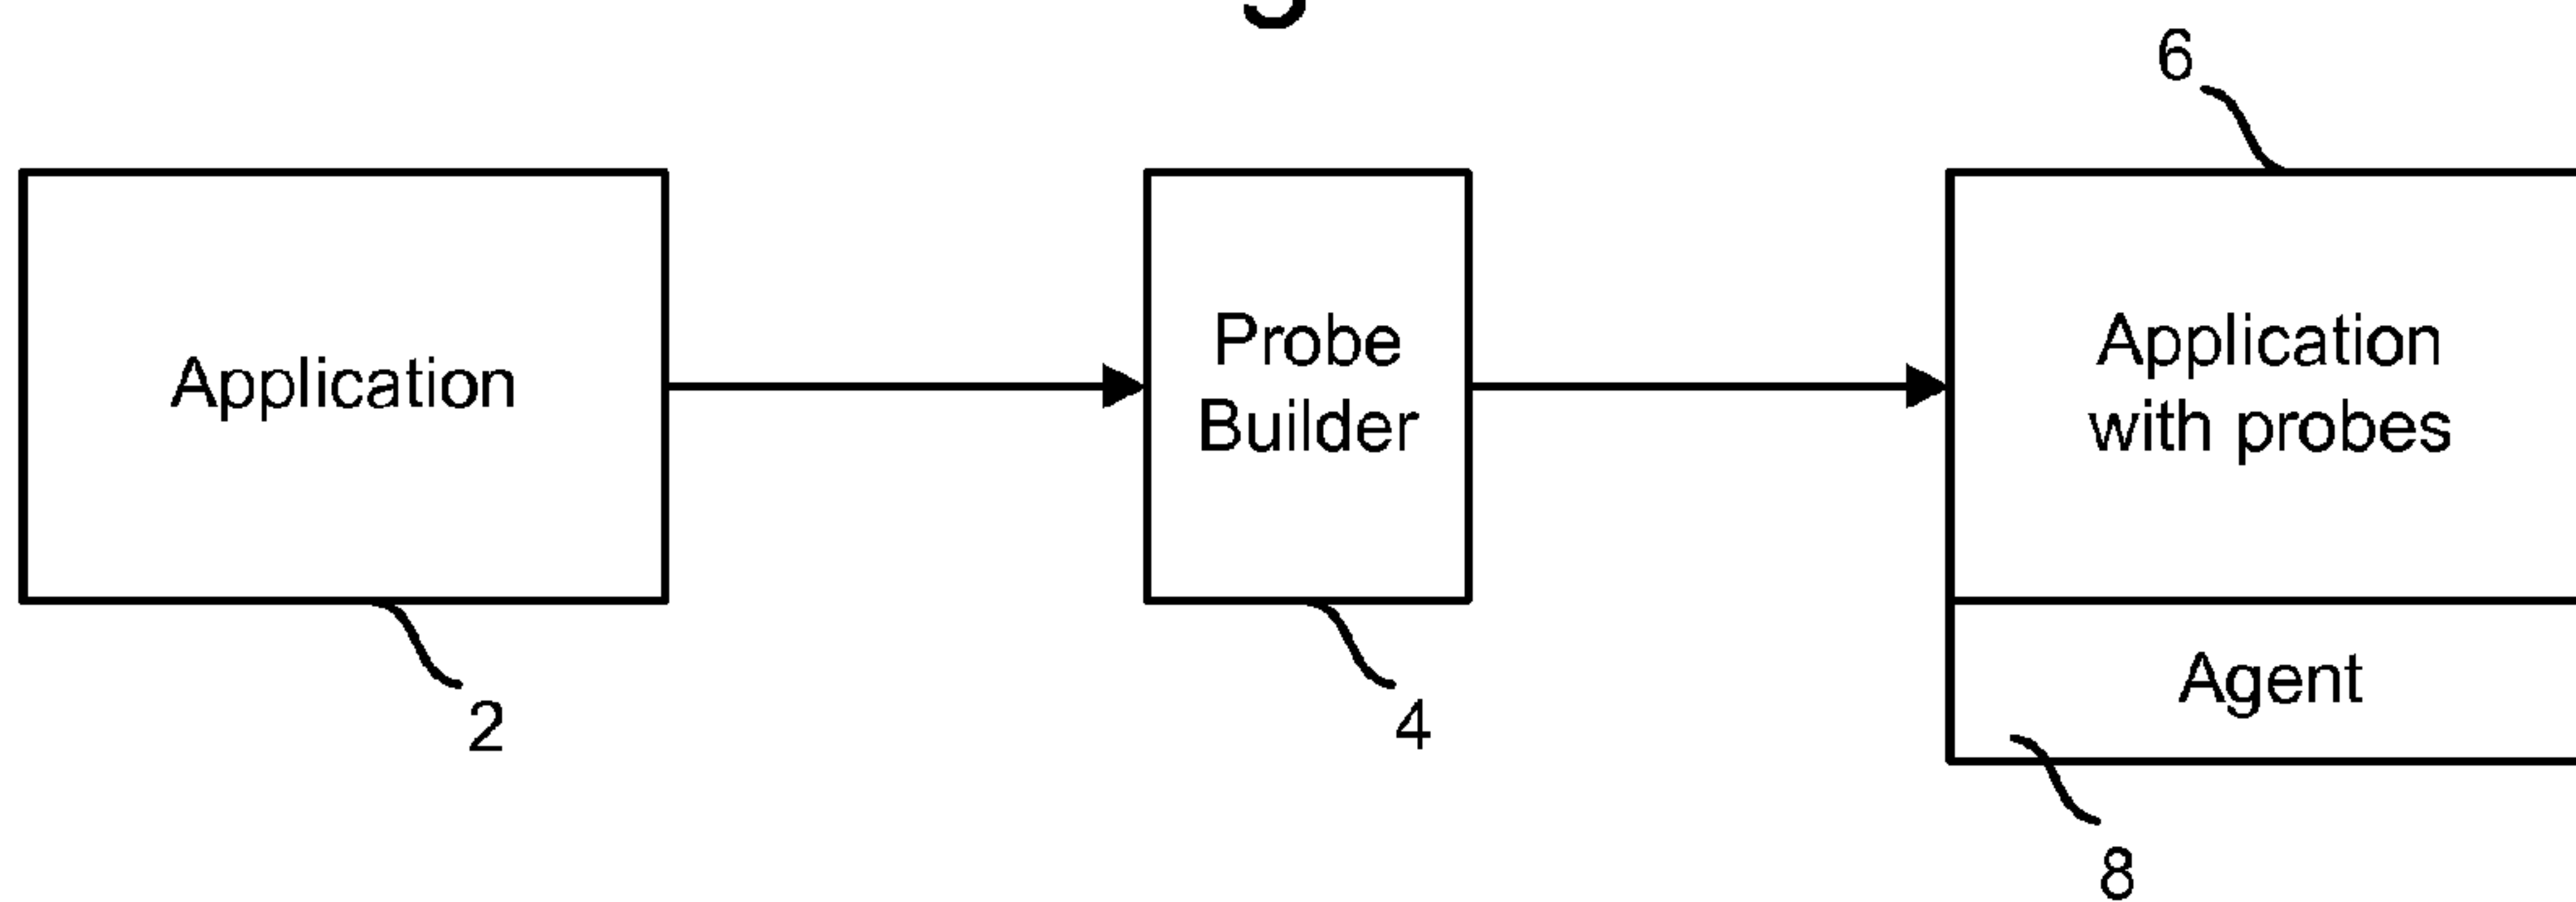 6
Application
Probe
Builder
Application
with probes
Agent
2
4
8